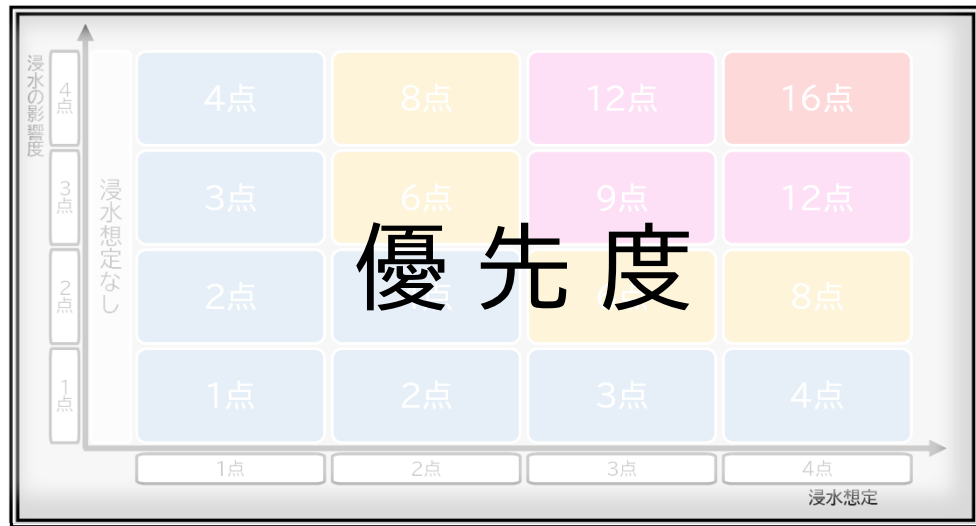 浸水の影響度
4点
4点 8点 12点 16点
3点
3点 6点 9点 12点
浸水想定なし
優先度
2点
2点 8点
1点
1点 2点 3点 4点
1点 2点 3点 4点
浸水想定